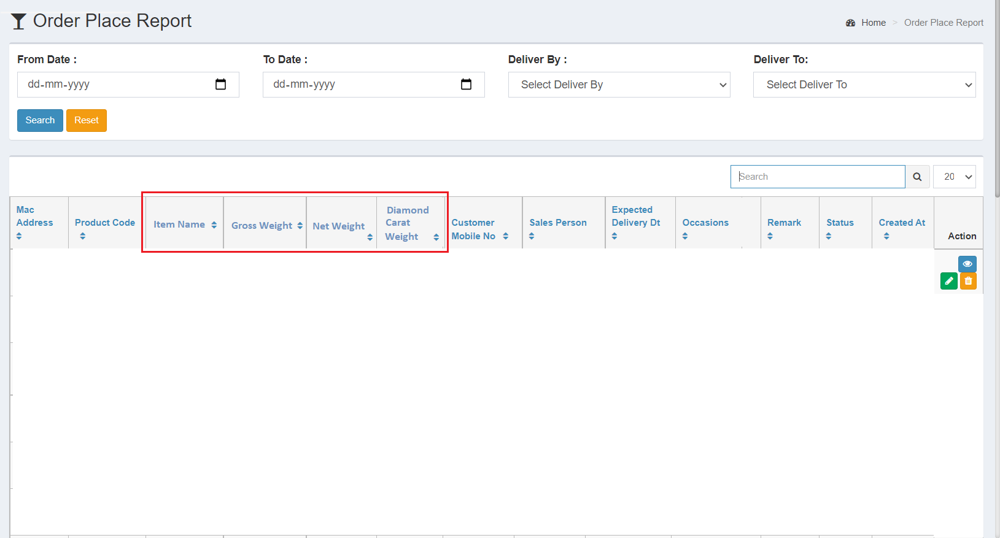 Order Place Report
Home > Order Place Report
From Date :
To Date :
Deliver By :
Deliver To:
dd-mm-yyyy
dd-mm-yyyy
Select Deliver By
Select Deliver To
Search
Reset
Search
20
Mac
Address
Product Code
Item Name
Gross Weight
Net Weight
Diamond
Carat
Weight
Customer
Mobile No
Sales Person
Expected
Delivery Dt
Occasions
Remark
Status
Created At
Action